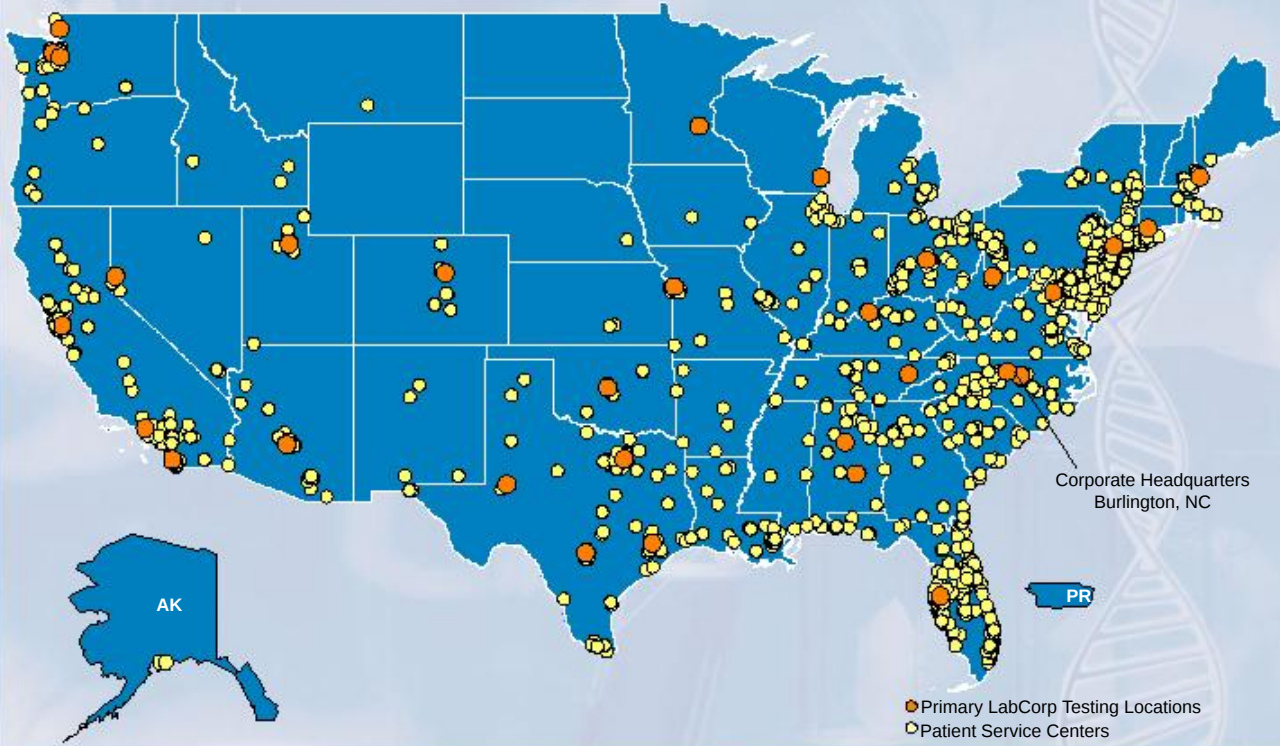 Corporate Headquarters
Burlington, NC
AK
PR
Primary LabCorp Testing Locations
Patient Service Centers